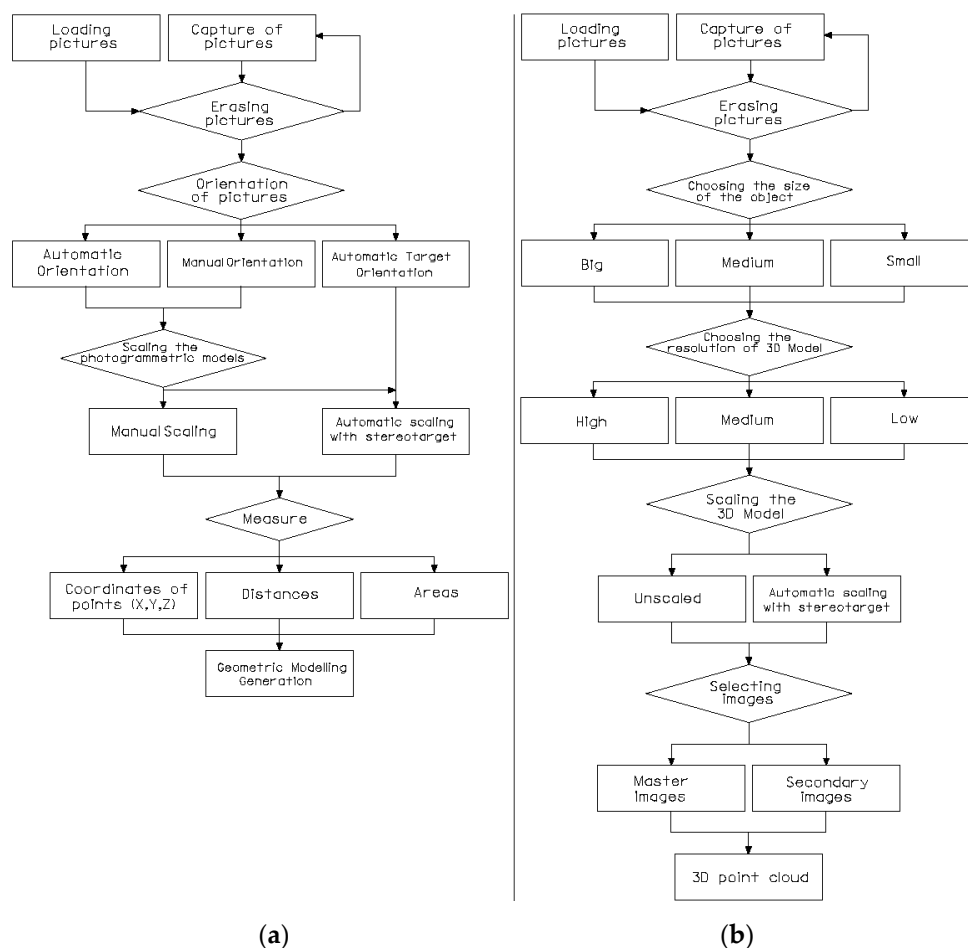 Loading
pictures
Capture of
pictures
Erasing
pictures
Orientation
of pictures
Automatic
Orientation
Manual Orientation
Automatic Target
Orientation
Scaling the
photogrammetric models
Manual Scaling
Automatic scaling
with stereotarget
Measure
Coordinates of
points (X,Y,Z)
Distances
Areas
Geometric Modelling
Generation
(a)
Loading
pictures
Capture of
pictures
Erasing
pictures
Choosing the size
of the object
Big
Medium
Small
Choosing the
resolution of 3D Model
High
Medium
Low
Scaling the
3D Model
Unscaled
Automatic scaling
with stereotarget
Selecting
images
Master
images
Secondary
images
3D point cloud
(b)